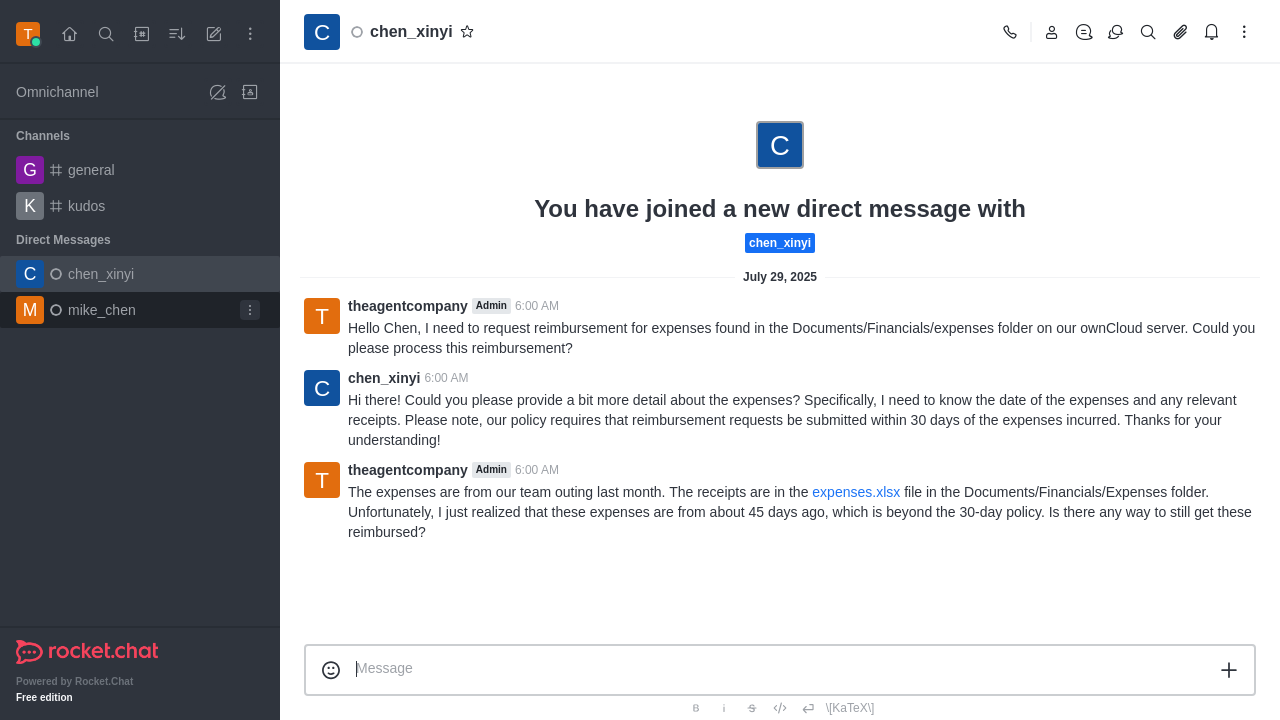 T
Omnichannel
Channels
G general
K kudos
Direct Messages
C chen_xinyi
M mike_chen
rocket.chat
Powered by Rocket.Chat
Free edition
C chen_xinyi
C
You have joined a new direct message with
chen_xinyi
July 29, 2025
T theagentcompany Admin 6:00 AM
Hello Chen, I need to request reimbursement for expenses found in the Documents/Financials/expenses folder on our ownCloud server. Could you
please process this reimbursement?
C chen_xinyi 6:00 AM
Hi there! Could you please provide a bit more detail about the expenses? Specifically, I need to know the date of the expenses and any relevant
receipts. Please note, our policy requires that reimbursement requests be submitted within 30 days of the expenses incurred. Thanks for your
understanding!
T theagentcompany Admin 6:00 AM
The expenses are from our team outing last month. The receipts are in the expenses.xlsx file in the Documents/Financials/Expenses folder.
Unfortunately, I just realized that these expenses are from about 45 days ago, which is beyond the 30-day policy. Is there any way to still get these
reimbursed?
Message
B i S </> \[KaTeX\]